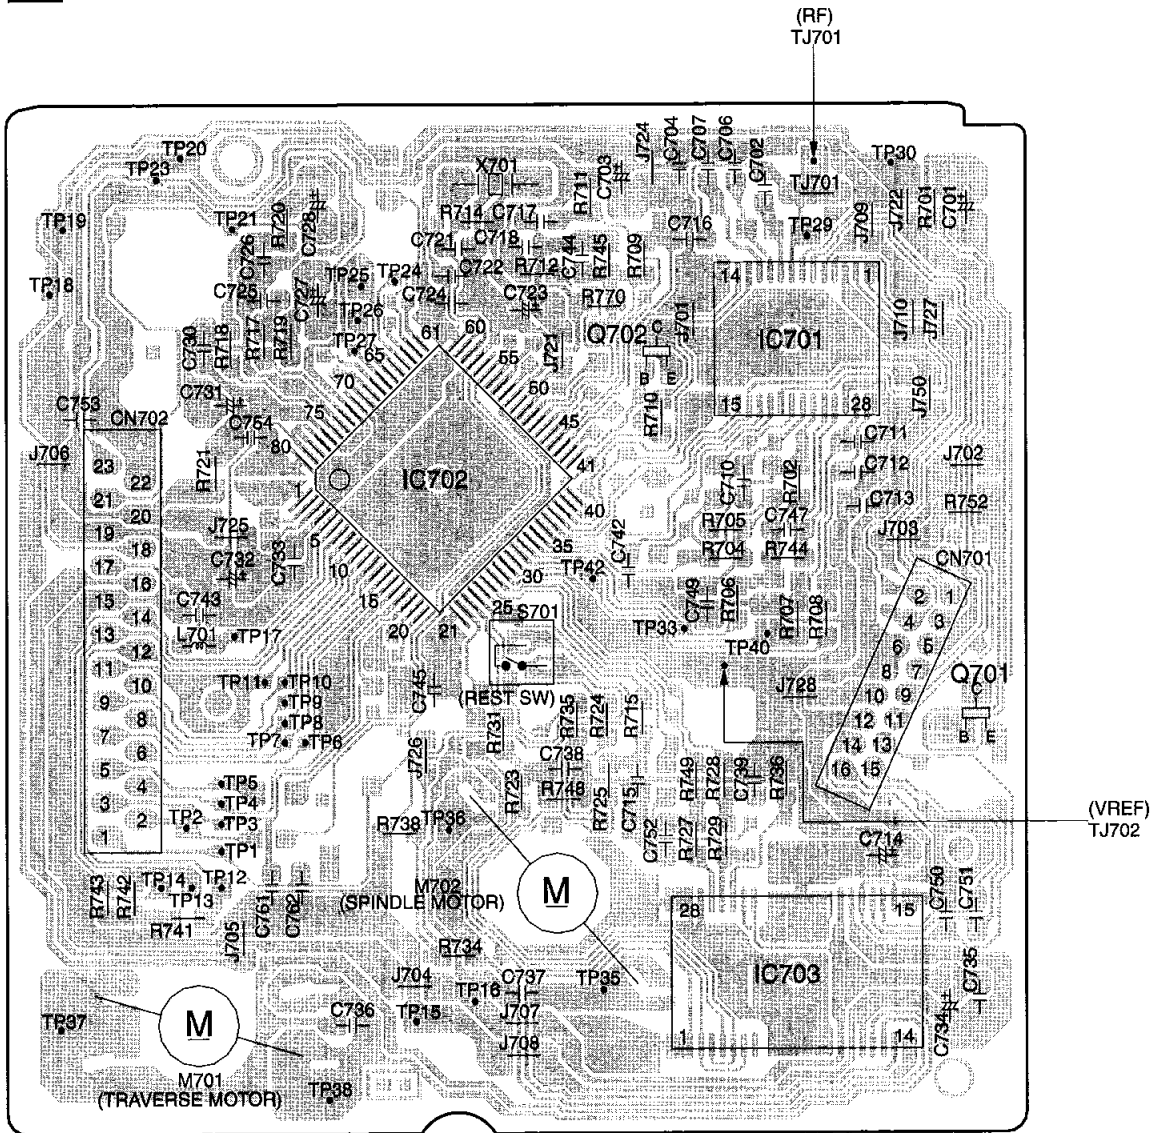 (RF)
TJ701
TP20
TP23
TP19
TP21
R720
C728
C726
X701
R714
C717
R711
C703
J724
C704
C707
C706
C702
TJ701
TP30
TP29
J709
J722
R701
C701
TP18
C725
C727
TP25
TP24
TP26
TP27
C721
C718
C722
R712
C744
R745
R709
C716
C724
C723
R770
C730
R718
R717
R719
J721
Q702
C
B
E
J701
14
1
IC701
15
28
J710
J727
61
60
65
55
70
50
75
45
80
41
1
40
5
35
10
30
15
25
20
21
IC702
R710
J750
C753
CN702
C731
C754
J706
R721
J725
C732
C733
C743
L701
TP17
23
22
21
20
19
18
17
16
15
14
13
12
11
10
9
8
7
6
5
4
3
2
1
C711
C712
C713
J702
R752
J703
C710
R702
R705
C747
R704
R744
C742
TP42
CN701
2
1
4
3
6
5
8
7
10
9
12
11
14
13
16
15
S701
(REST SW)
C749
R706
R707
R708
TP33
TP40
J728
Q701
C
B
E
TP11
TP10
TP9
TP8
TP7
TP6
C745
J726
R731
R735
R724
R715
C738
R748
R723
R725
C715
R749
R728
C739
R736
TP5
TP4
TP2
TP3
TP1
R738
TP36
C752
R727
R729
(VREF)
TJ702
C714
R743
R742
TP14
TP12
TP13
R741
C761
C762
J705
M702
(SPINDLE MOTOR)
M
28
15
IC703
1
14
C750
C751
C735
C734
R734
J704
TP16
C737
TP35
J707
TP15
J708
C736
TP37
M
M701
(TRAVERSE MOTOR)
TP38